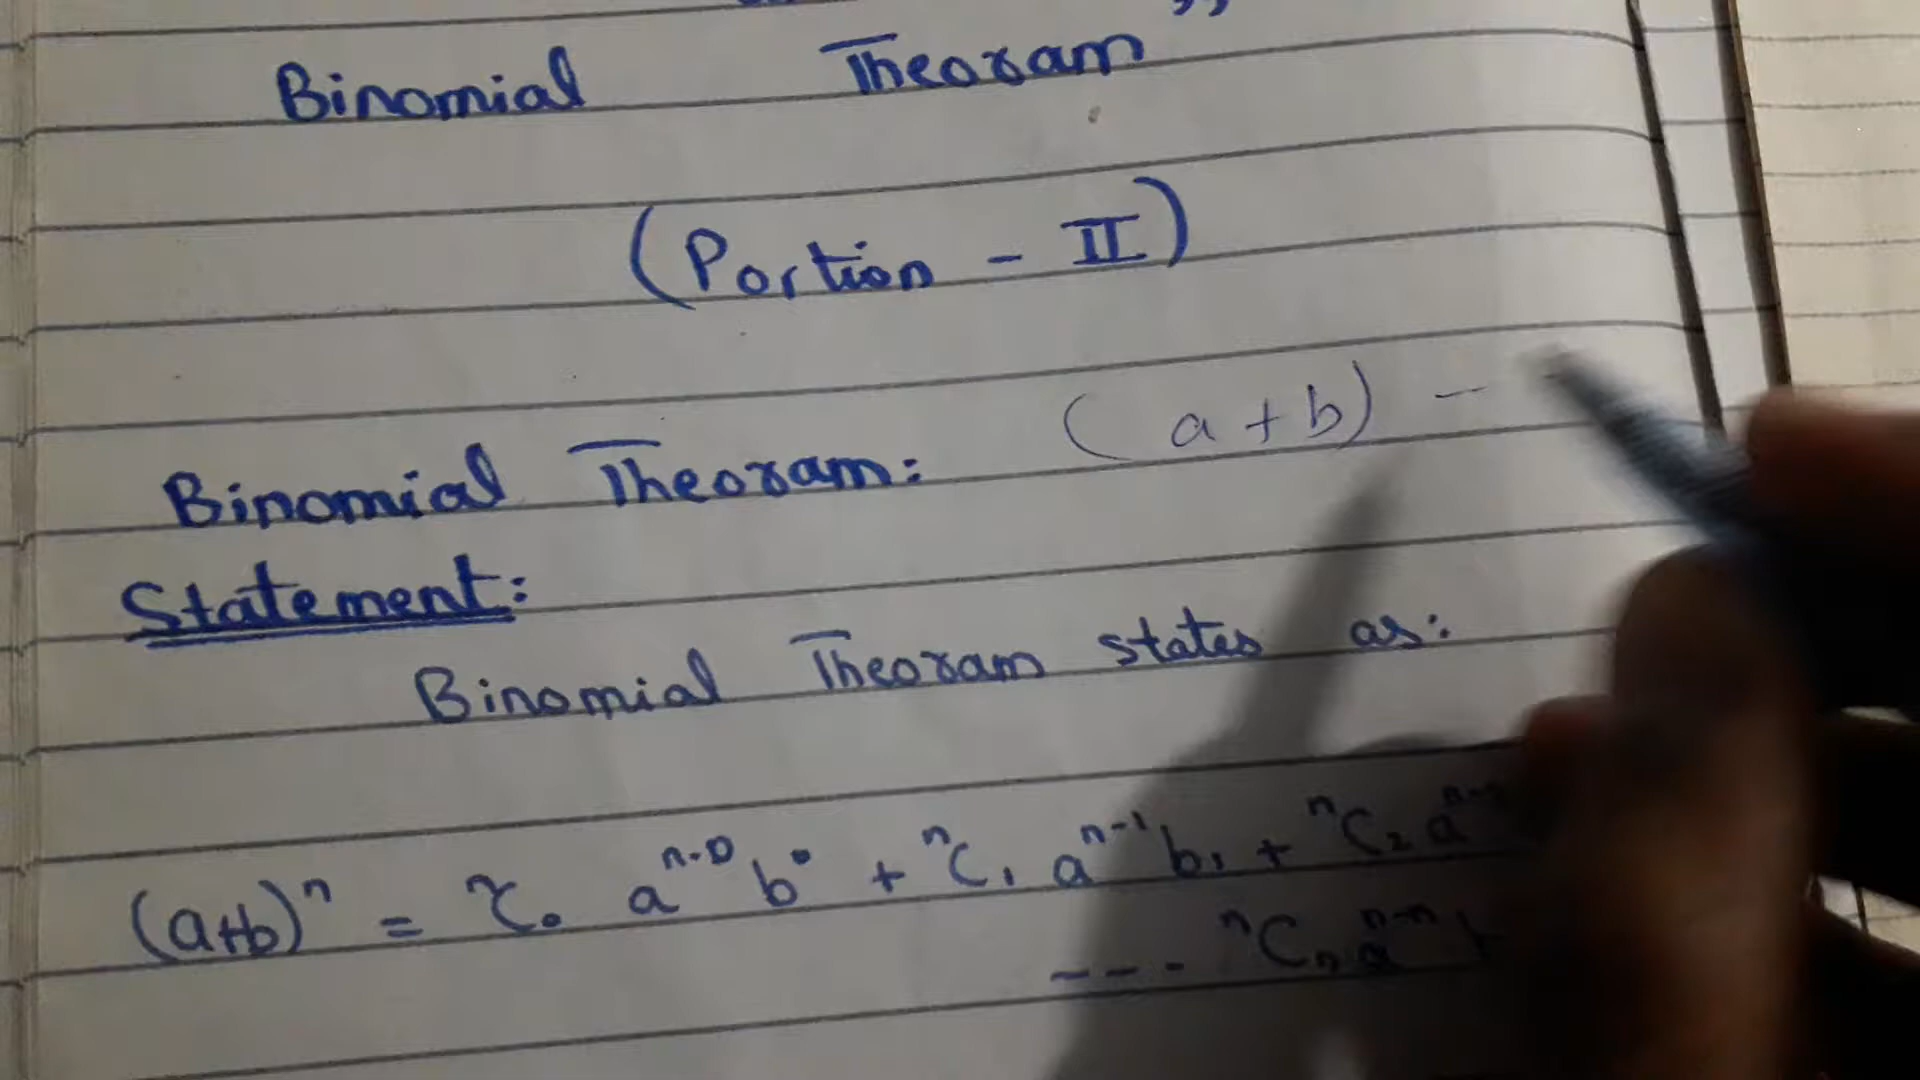 Binomial Theoram”
(Portion - II)
(a+b) -
Binomial Theoram:
Statement:
Binomial Theoram states as:
(a+b)ⁿ = ⁿC₀ aⁿ⁻⁰ b⁰ + ⁿC₁ aⁿ⁻¹ b₁ + ⁿC₂ a
--- ⁿCₙ aⁿ⁻ⁿ